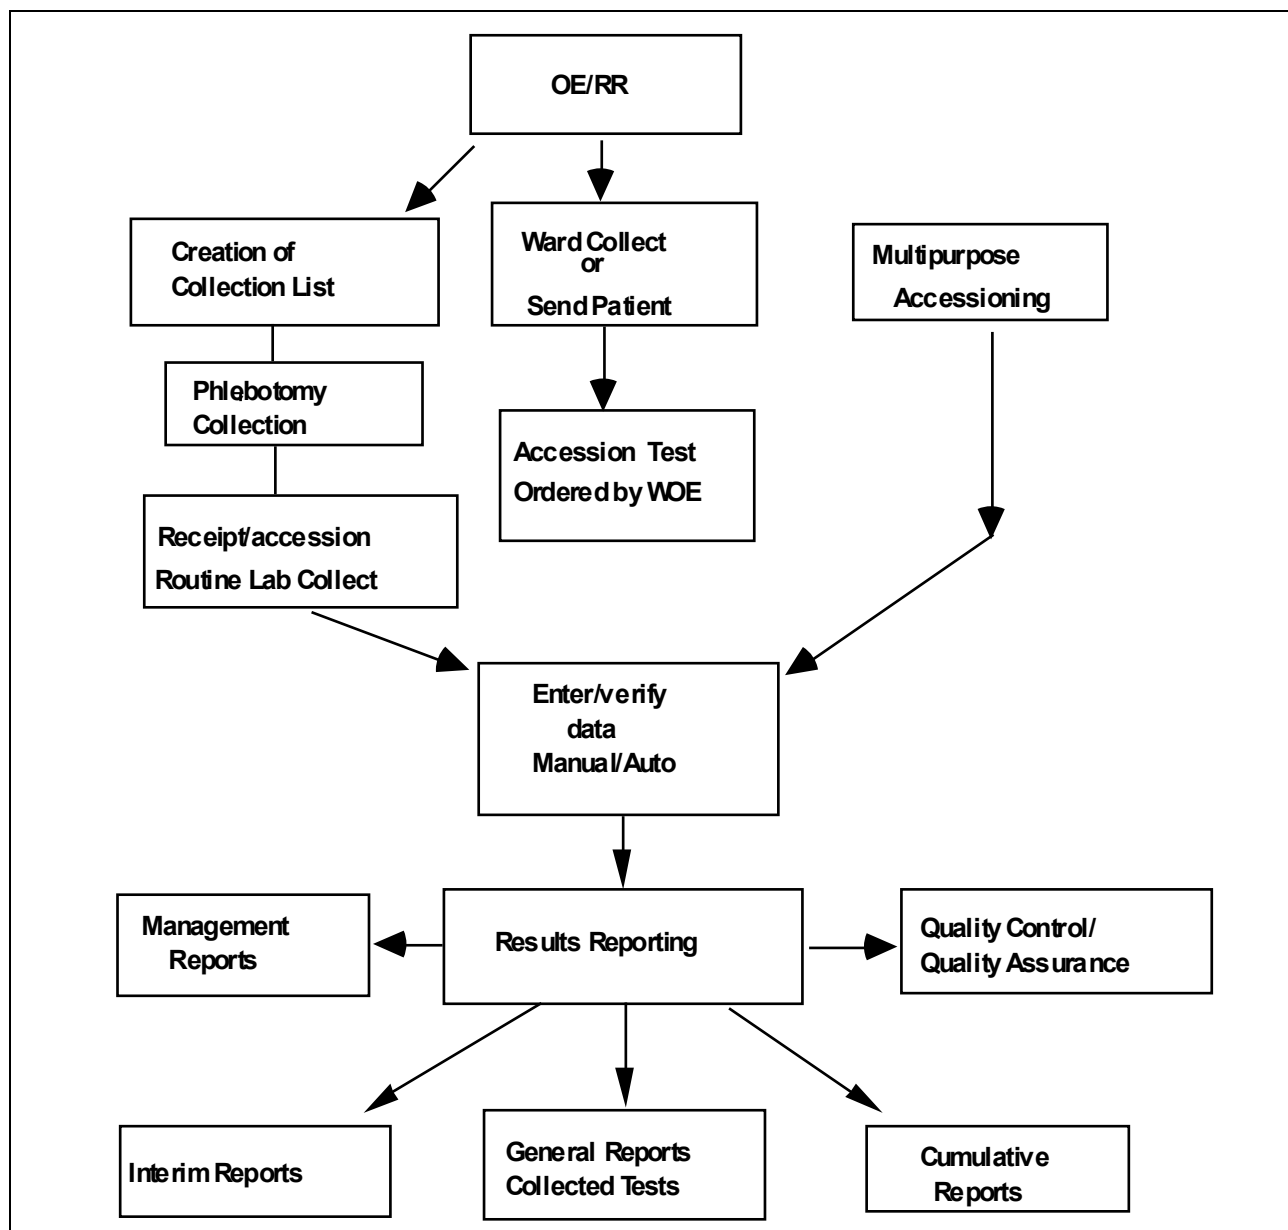 OE/RR
Creation of
Collection List
Ward Collect
or
Send Patient
Multipurpose
Accessioning
Phlebotomy
Collection
Accession Test
Ordered by WOE
Receipt/accession
Routine Lab Collect
Enter/verify
data
Manual/Auto
Management
Reports
Results Reporting
Quality Control/
Quality Assurance
Interim Reports
General Reports
Collected Tests
Cumulative
Reports